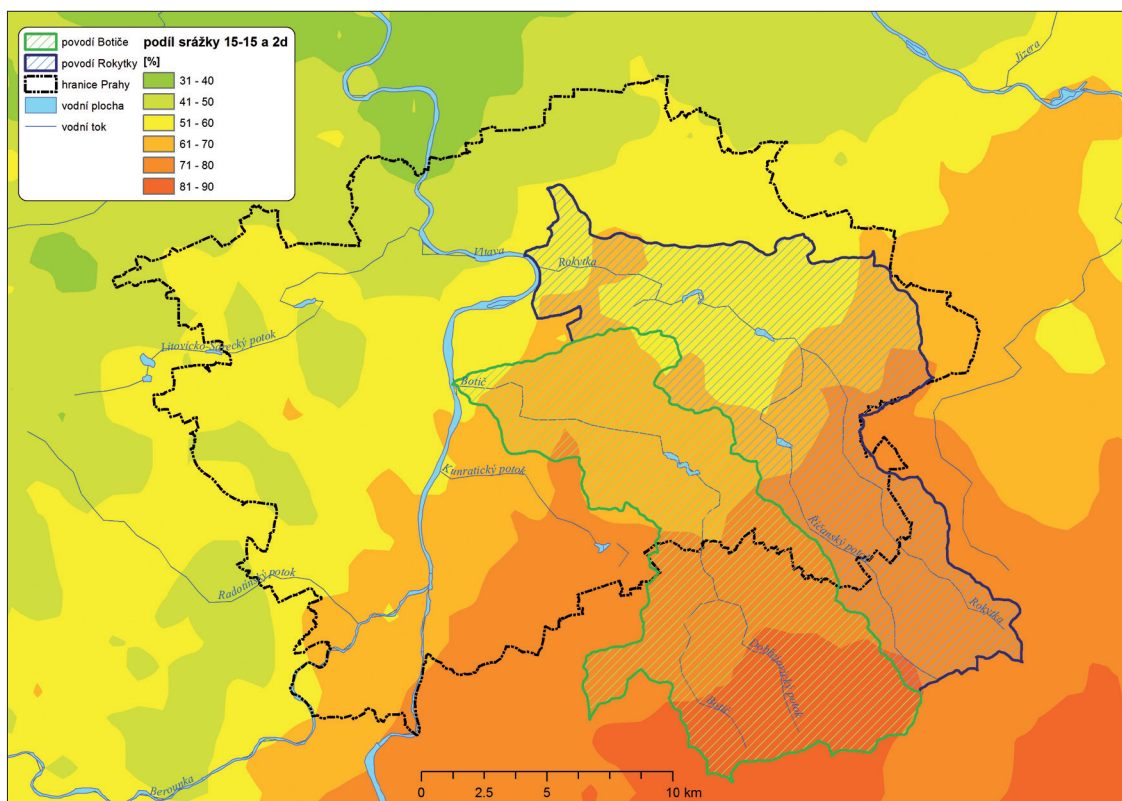 povodí Botiče
povodí Rokytky
hranice Prahy
vodní plocha
vodní tok
podíl srážky 15-15 a 2d
[%]
31 - 40
41 - 50
51 - 60
61 - 70
71 - 80
81 - 90
Jizera
Vltava
Rokytka
Litovicko-Šárecký potok
Botič
Kunratický potok
Říčanský potok
Radotínský potok
Rokytka
Dobřejovický potok
Botič
Berounka
0 2.5 5 10 km